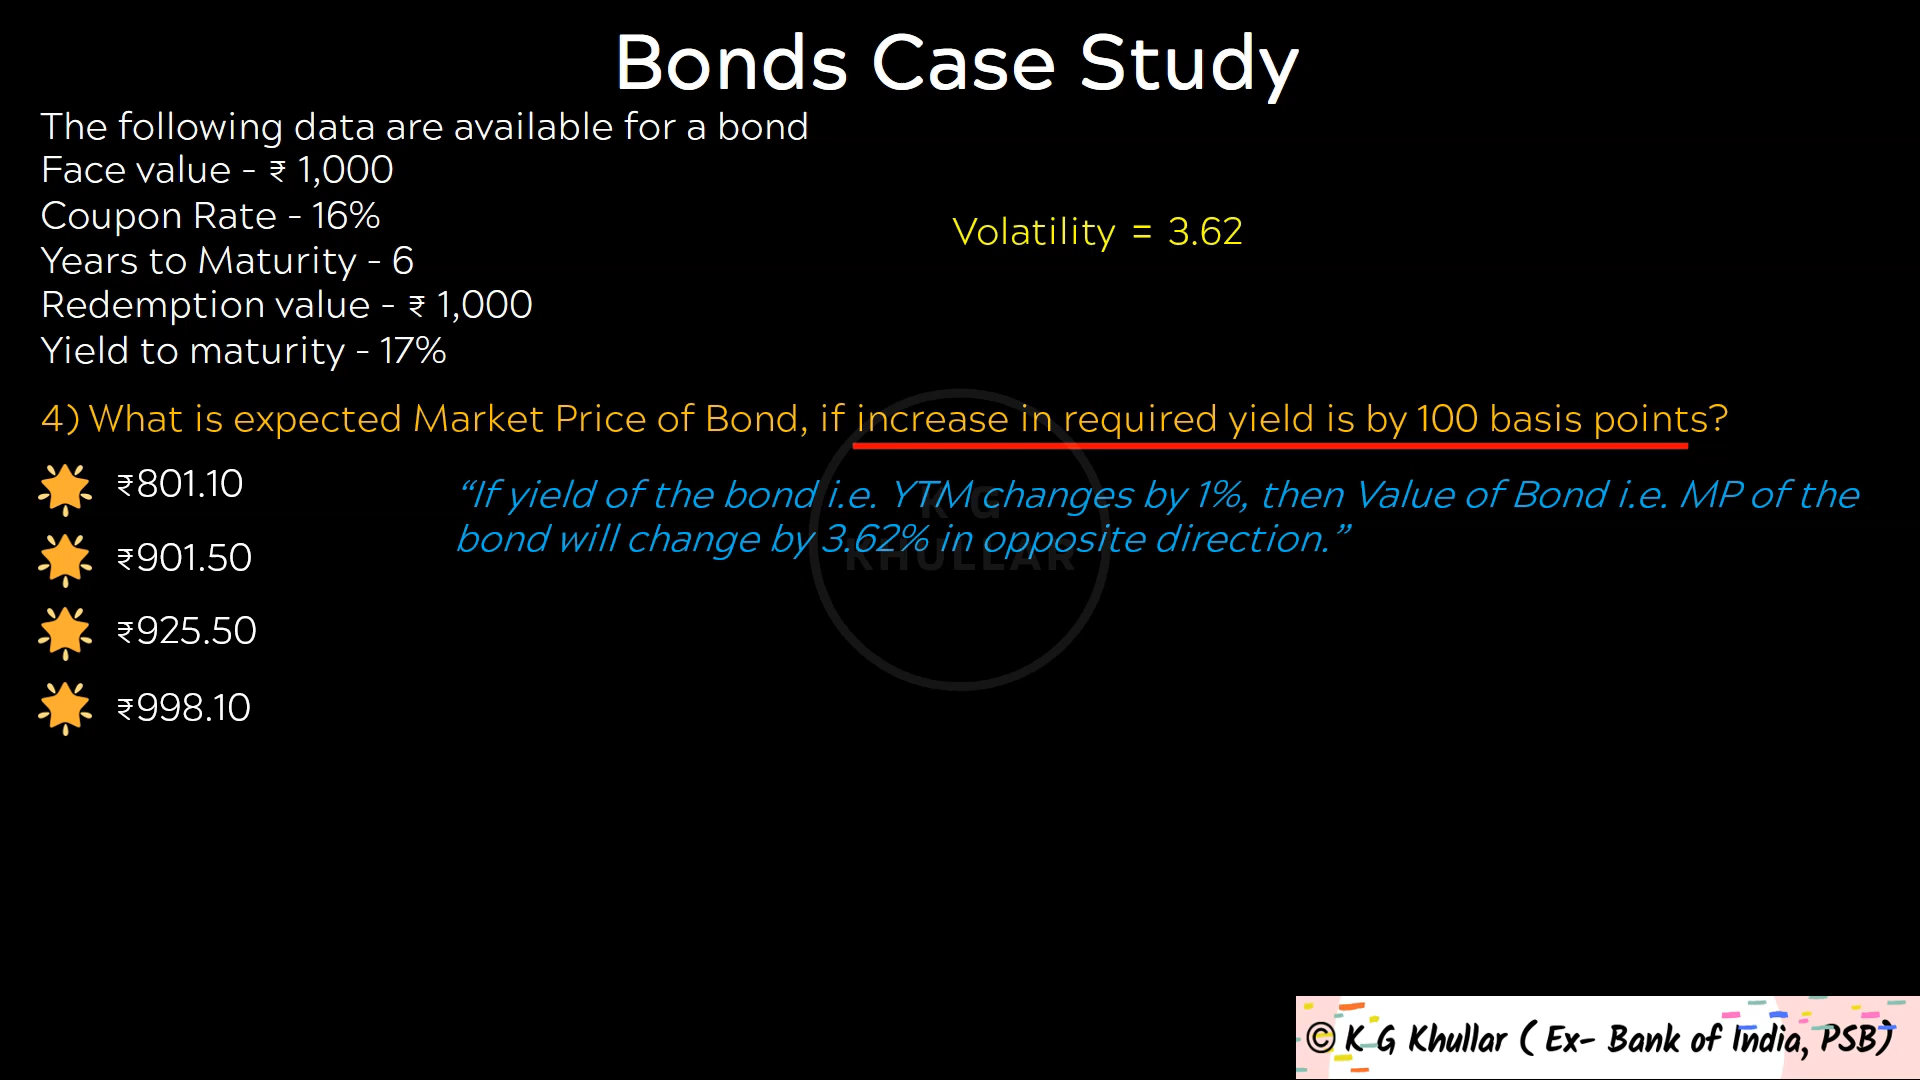 Bonds Case Study
The following data are available for a bond
Face value - ₹ 1,000
Coupon Rate - 16%
Years to Maturity - 6
Redemption value - ₹ 1,000
Yield to maturity - 17%
Volatility = 3.62
4) What is expected Market Price of Bond, if increase in required yield is by 100 basis points?
₹801.10
₹901.50
₹925.50
₹998.10
“If yield of the bond i.e. YTM changes by 1%, then Value of Bond i.e. MP of the
bond will change by 3.62% in opposite direction.”
K G
KHULLAR
© K G Khullar ( Ex- Bank of India, PSB)